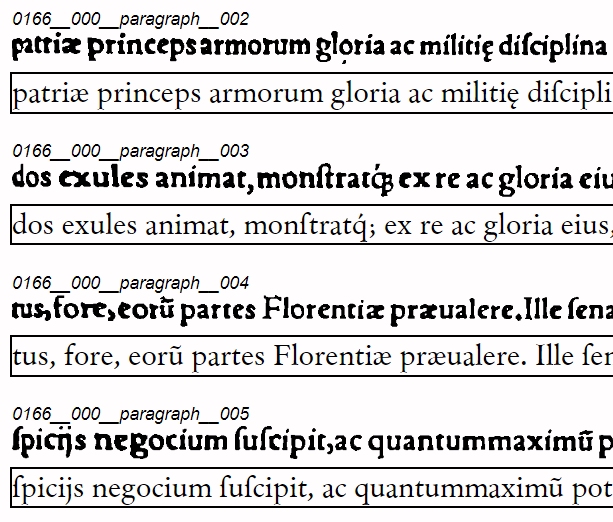 0166__000__paragraph__002
patriæ princeps armorum gloria ac militię diſciplina
patriæ princeps armorum gloria ac militię diſcipli
0166__000__paragraph__003
dos exules animat, monſtratq́; ex re ac gloria eiu
dos exules animat, monſtratq́; ex re ac gloria eius,
0166__000__paragraph__004
tus, fore, eorũ partes Florentiæ præualere. Ille ſena
tus, fore, eorũ partes Florentiæ præualere. Ille ſen
0166__000__paragraph__005
ſpicijs negocium ſuſcipit, ac quantummaximũ p
ſpicijs negocium ſuſcipit, ac quantummaximũ pot